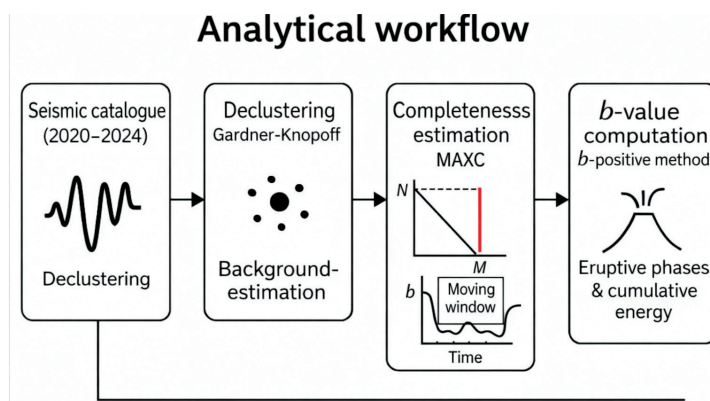 Analytical workflow
Seismic catalogue
(2020–2024)
Declustering
Declustering
Gardner-Knopoff
Background-
estimation
Completenesss
estimation
MAXC
N
M
b
Moving
window
Time
b-value
computation
b-positive method
Eruptive phases
& cumulative
energy